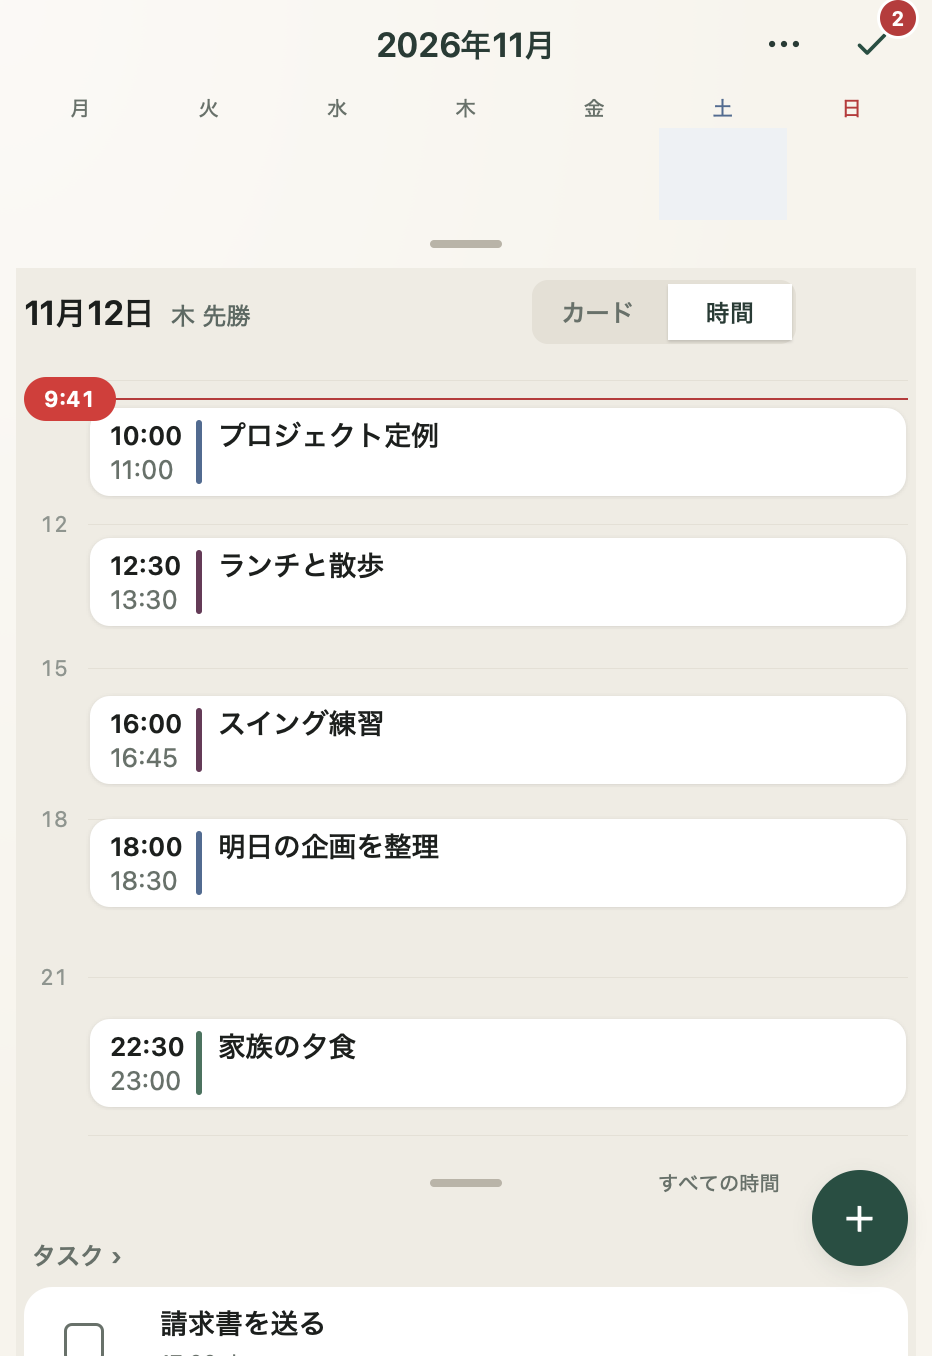 2026年11月
2
月 火 水 木 金 土 日
11月12日 木 先勝
カード 時間
9:41
10:00 プロジェクト定例
11:00
12
12:30 ランチと散歩
13:30
15
16:00 スイング練習
16:45
18
18:00 明日の企画を整理
18:30
21
22:30 家族の夕食
23:00
すべての時間
タスク ›
請求書を送る